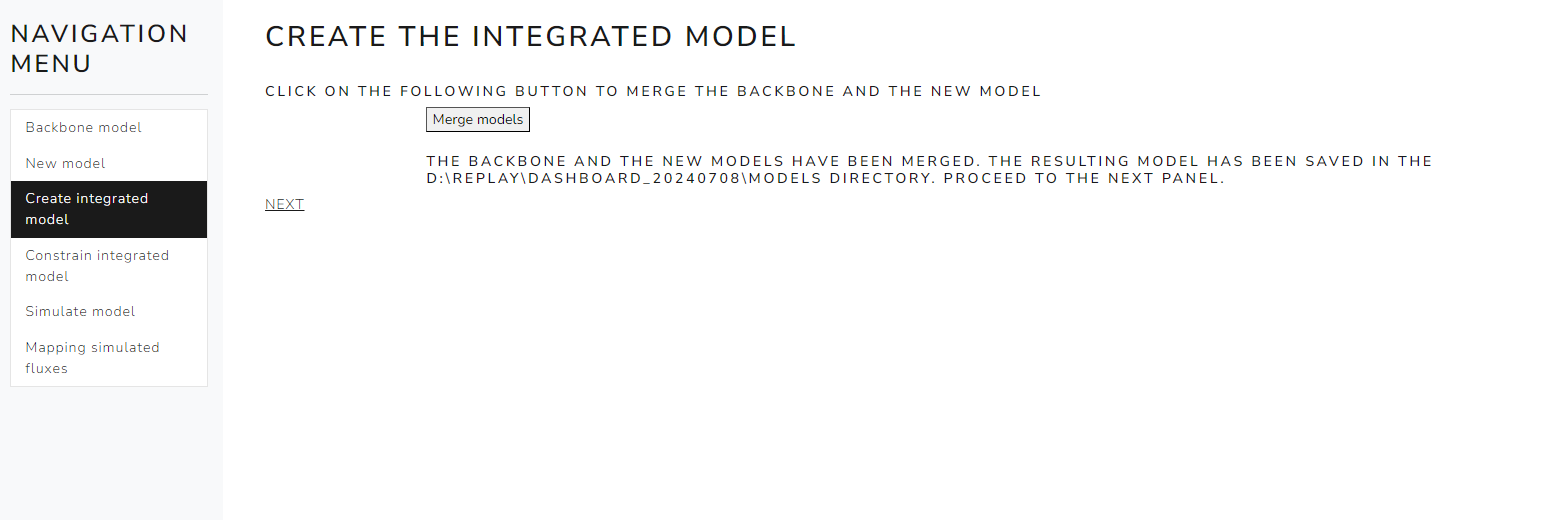 NAVIGATION
MENU
Backbone model
New model
Create integrated
model
Constrain integrated
model
Simulate model
Mapping simulated
fluxes
CREATE THE INTEGRATED MODEL
CLICK ON THE FOLLOWING BUTTON TO MERGE THE BACKBONE AND THE NEW MODEL
Merge models
THE BACKBONE AND THE NEW MODELS HAVE BEEN MERGED. THE RESULTING MODEL HAS BEEN SAVED IN THE
D:\REPLAY\DASHBOARD_20240708\MODELS DIRECTORY. PROCEED TO THE NEXT PANEL.
NEXT